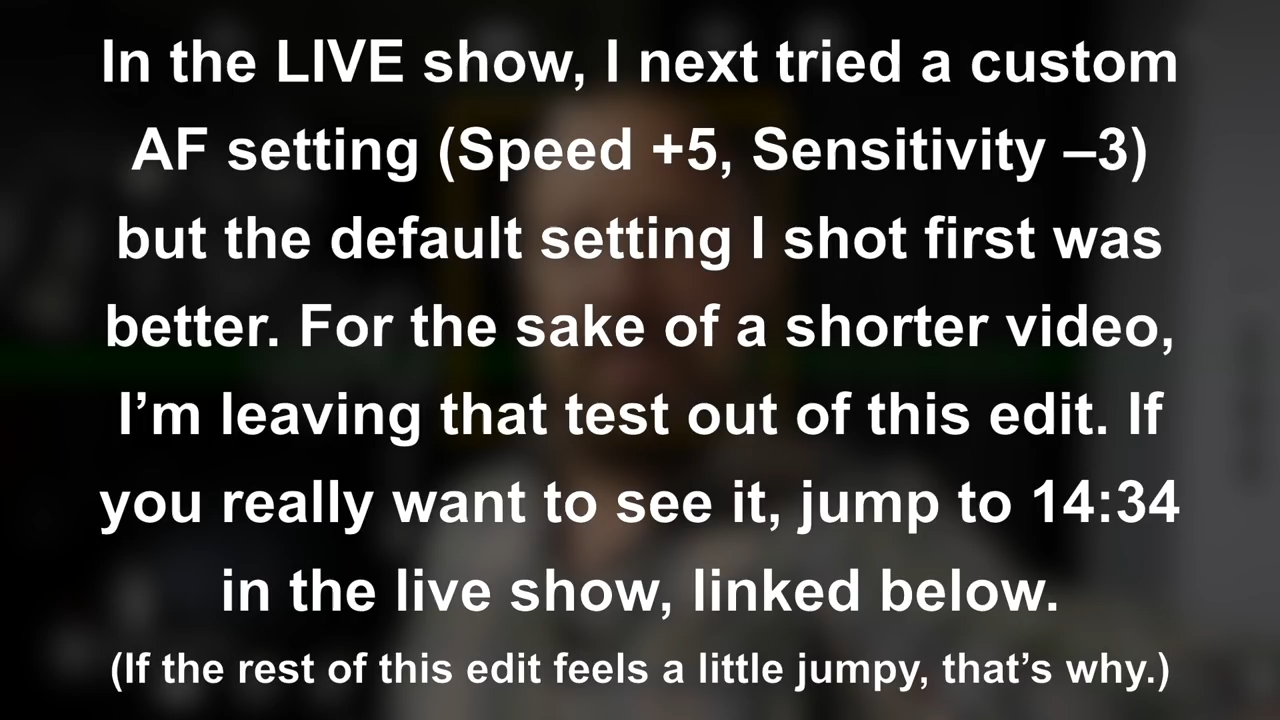 In the LIVE show, I next tried a custom
AF setting (Speed +5, Sensitivity –3)
but the default setting I shot first was
better. For the sake of a shorter video,
I’m leaving that test out of this edit. If
you really want to see it, jump to 14:34
in the live show, linked below.
(If the rest of this edit feels a little jumpy, that’s why.)